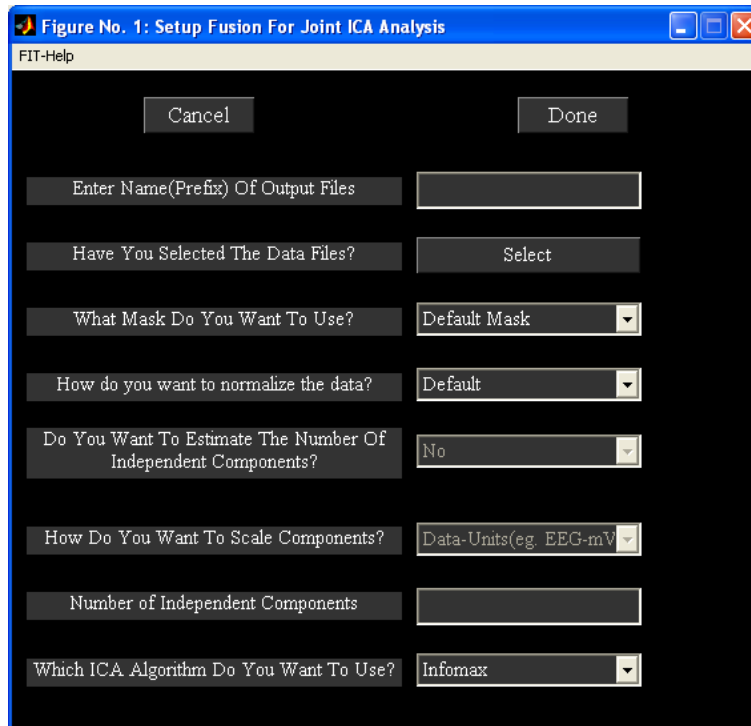 Figure No. 1: Setup Fusion For Joint ICA Analysis
FIT-Help
Cancel
Done
Enter Name(Prefix) Of Output Files
Have You Selected The Data Files?
Select
What Mask Do You Want To Use?
Default Mask
How do you want to normalize the data?
Default
Do You Want To Estimate The Number Of
Independent Components?
No
How Do You Want To Scale Components?
Data-Units(eg. EEG-mV
Number of Independent Components
Which ICA Algorithm Do You Want To Use?
Infomax